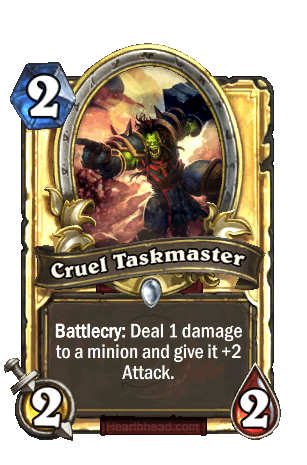 2
Cruel Taskmaster
Battlecry: Deal 1 damage
to a minion and give it +2
Attack.
2
2
Hearthhead.com